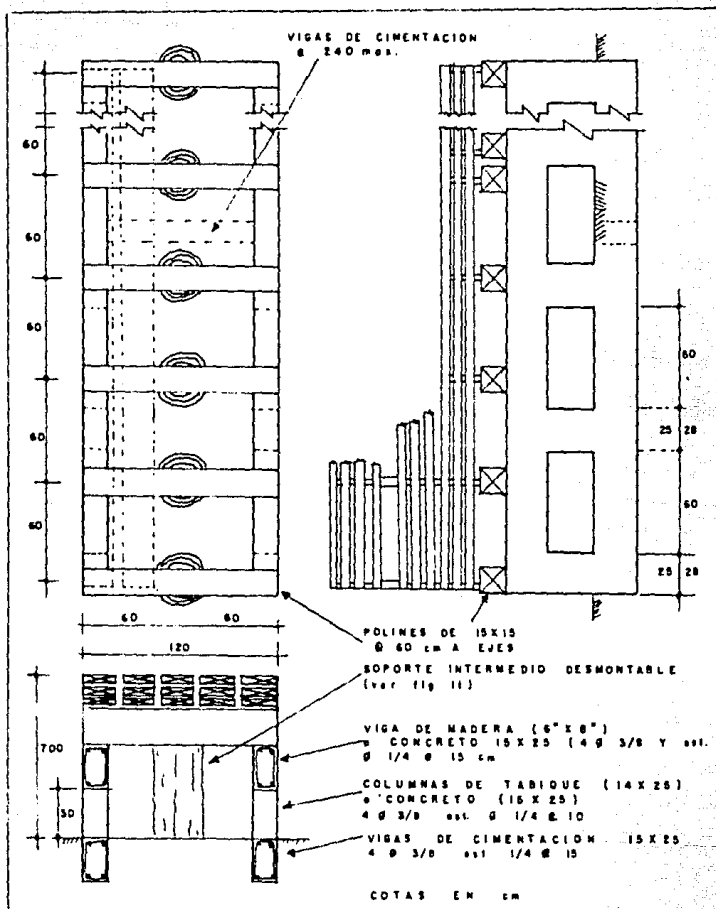 VIGAS DE CIMENTACION
@ 240 mas.
60
60
60
60
60
60
25
28
60
25
28
60
60
120
POLINES DE 15X15
@ 60 cm A EJES
SOPORTE INTERMEDIO DESMONTABLE
(ver fig 11)
700
50
VIGA DE MADERA (6"X8")
o CONCRETO 15X25 (4 Ø 3/8 Y est.
Ø 1/4 @ 15 cm
COLUMNAS DE TABIQUE (14X25)
o CONCRETO (15X25)
4 Ø 3/8 est. Ø 1/4 @ 10
VIGAS DE CIMENTACION 15X25
4 Ø 3/8 est 1/4 @ 15
COTAS EN cm